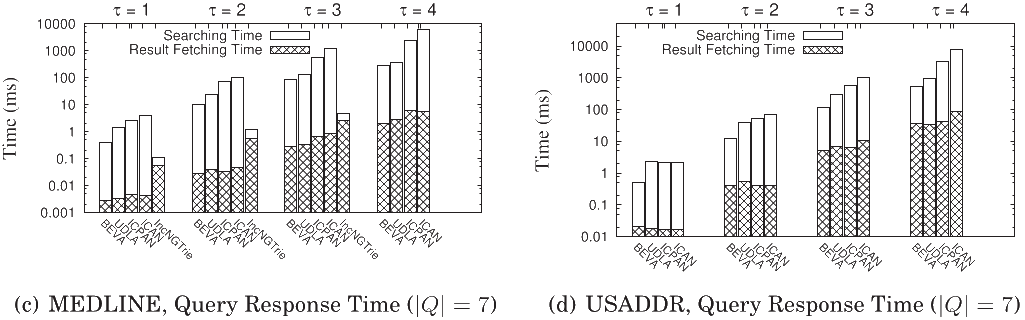 τ = 1 τ = 2 τ = 3 τ = 4
10000
1000
100
10
1
0.1
0.01
0.001
Time (ms)
Searching Time
Result Fetching Time
BEVA UDLA ICPAN ICAN IncNGTrie
BEVA UDLA ICPAN ICAN IncNGTrie
BEVA UDLA ICPAN ICAN IncNGTrie
BEVA UDLA ICPAN ICAN
(c) MEDLINE, Query Response Time (|Q| = 7)
τ = 1 τ = 2 τ = 3 τ = 4
10000
1000
100
10
1
0.1
0.01
Time (ms)
Searching Time
Result Fetching Time
BEVA UDLA ICPAN ICAN
BEVA UDLA ICPAN ICAN
BEVA UDLA ICPAN ICAN
BEVA UDLA ICPAN ICAN
(d) USADDR, Query Response Time (|Q| = 7)